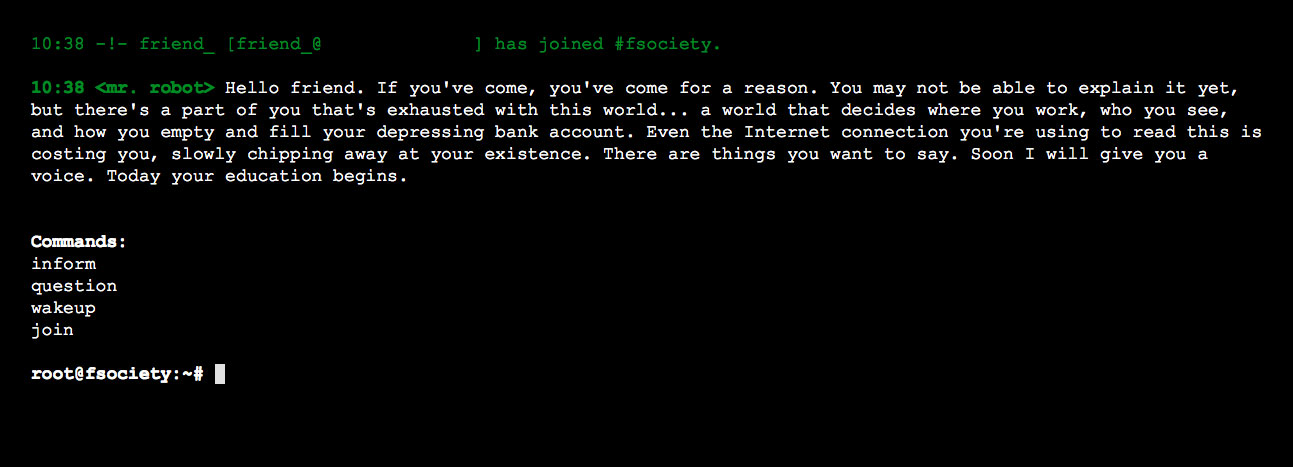 10:38 -!- friend_ [friend_@ ] has joined #fsociety.
10:38 <mr. robot> Hello friend. If you've come, you've come for a reason. You may not be able to explain it yet,
but there's a part of you that's exhausted with this world... a world that decides where you work, who you see,
and how you empty and fill your depressing bank account. Even the Internet connection you're using to read this is
costing you, slowly chipping away at your existence. There are things you want to say. Soon I will give you a
voice. Today your education begins.
Commands:
inform
question
wakeup
join
root@fsociety:~#